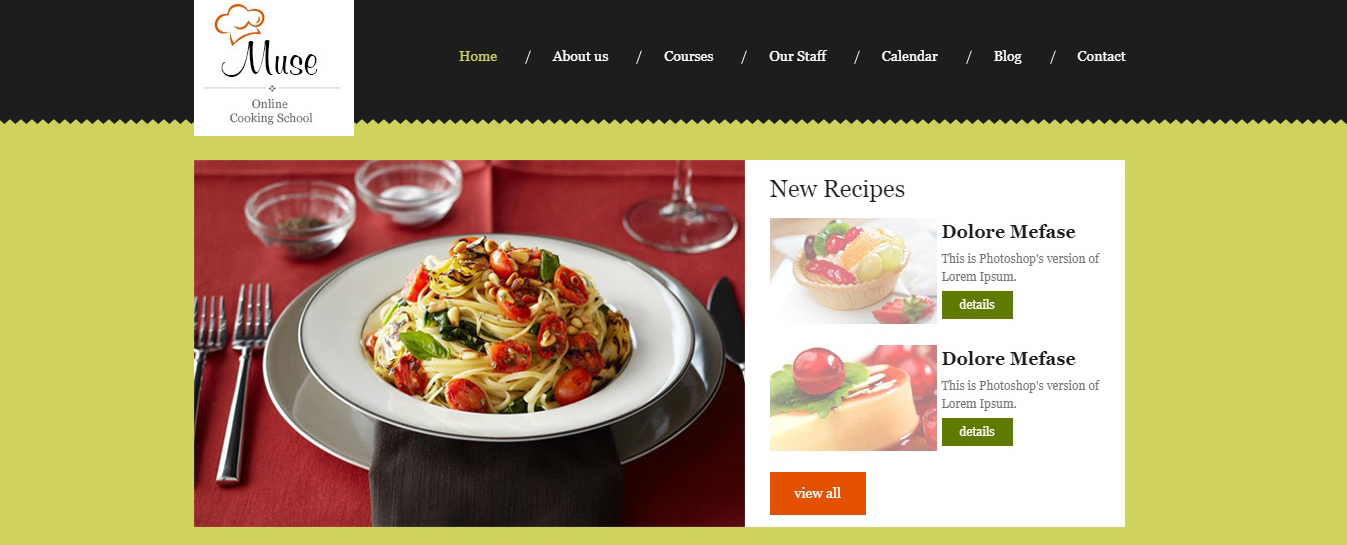 Muse
Online
Cooking School
Home / About us / Courses / Our Staff / Calendar / Blog / Contact
New Recipes
Dolore Mefase
This is Photoshop's version of
Lorem Ipsum.
details
Dolore Mefase
This is Photoshop's version of
Lorem Ipsum.
details
view all